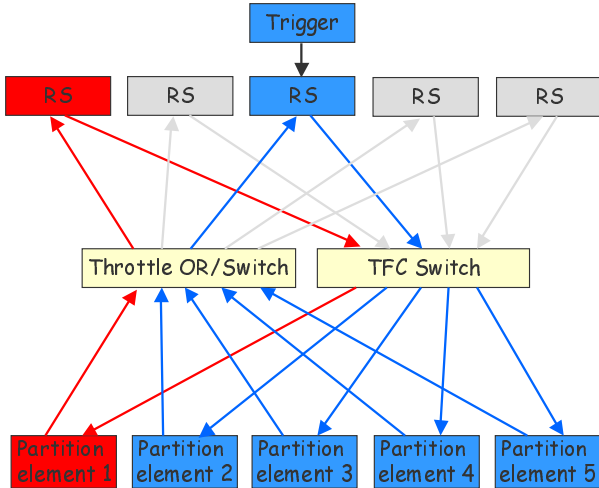 Trigger
RS
RS
RS
RS
RS
Throttle OR/Switch
TFC Switch
Partition
element 1
Partition
element 2
Partition
element 3
Partition
element 4
Partition
element 5